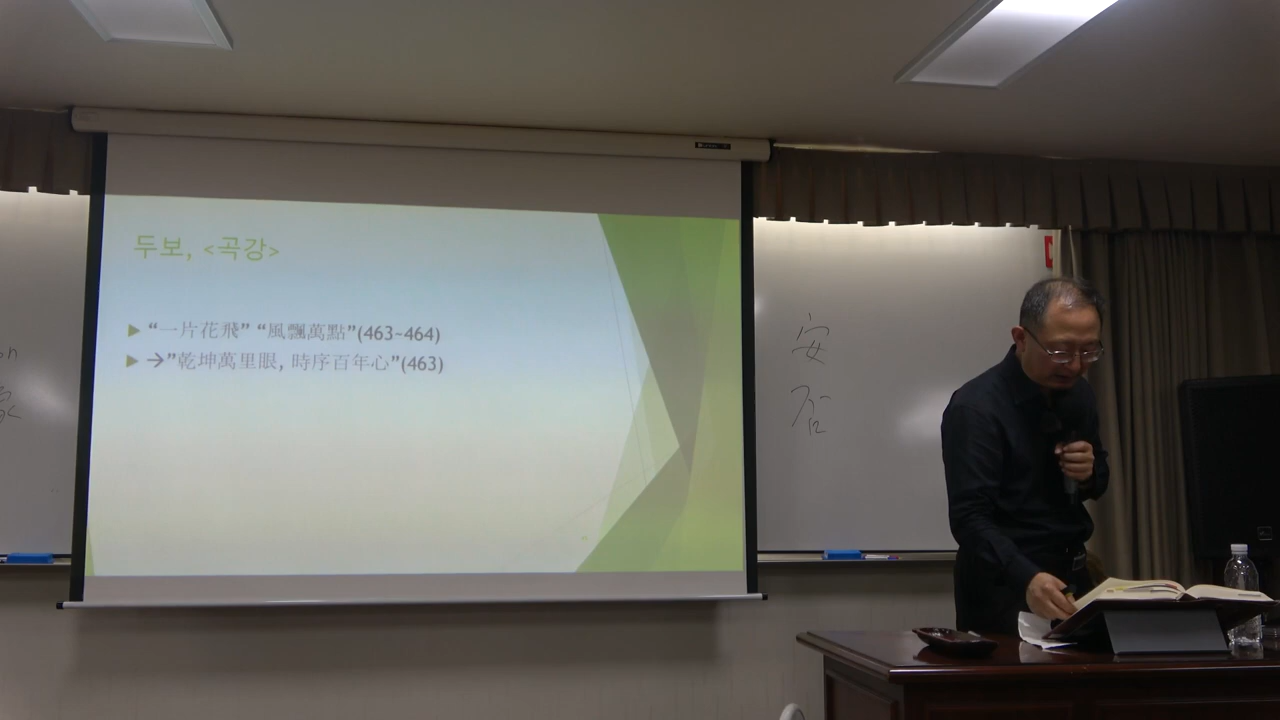 두보, <곡강>
“一片花飛” “風飄萬點”(463~464)
→”乾坤萬里眼, 時序百年心”(463)
安